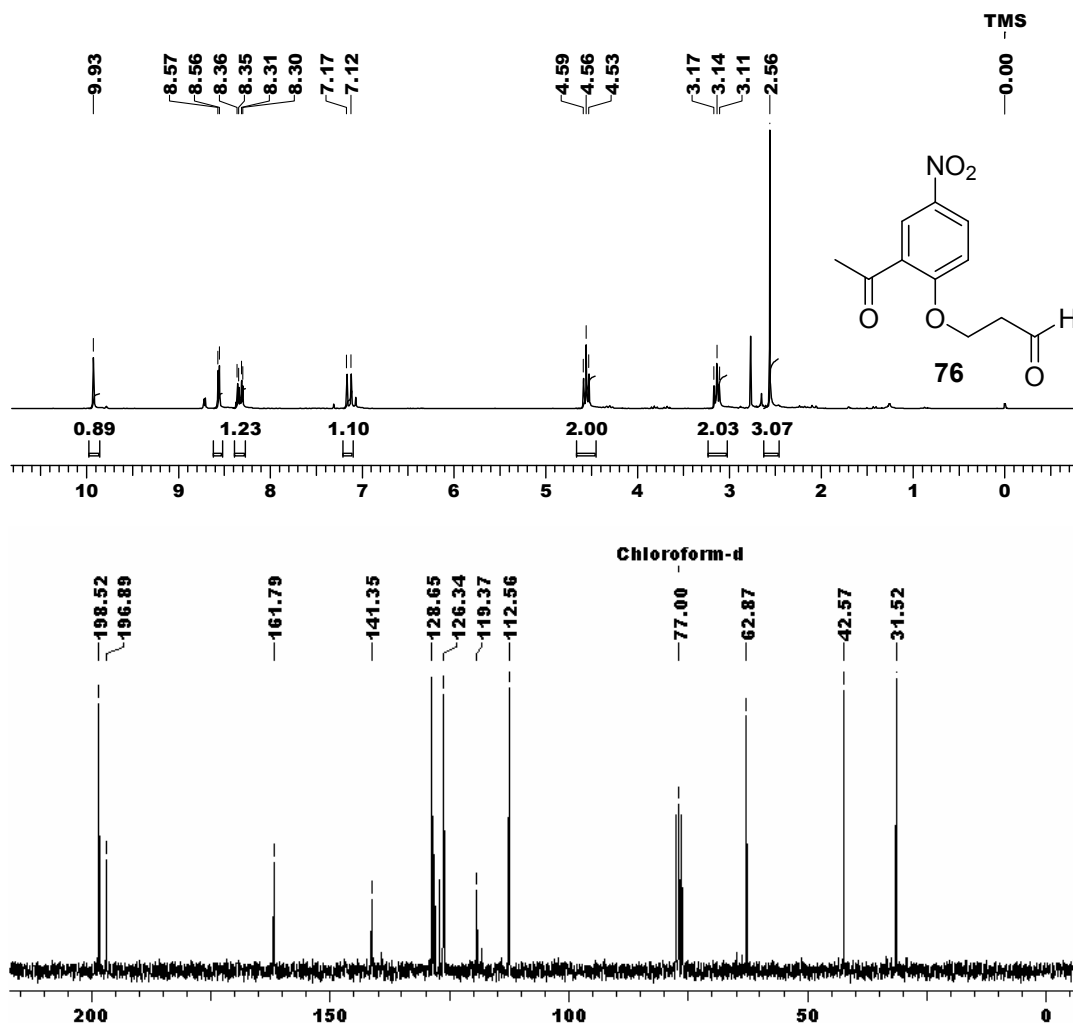 TMS
9.93 8.57 8.56 8.36 8.35 8.31 8.30 7.17 7.12 4.59 4.56 4.53 3.17 3.14 3.11 2.56 0.00
NO2
O
O
H
O
76
0.89 1.23 1.10 2.00 2.03 3.07
10 9 8 7 6 5 4 3 2 1 0
Chloroform-d
198.52 196.89 161.79 141.35 128.65 126.34 119.37 112.56 77.00 62.87 42.57 31.52
200 150 100 50 0